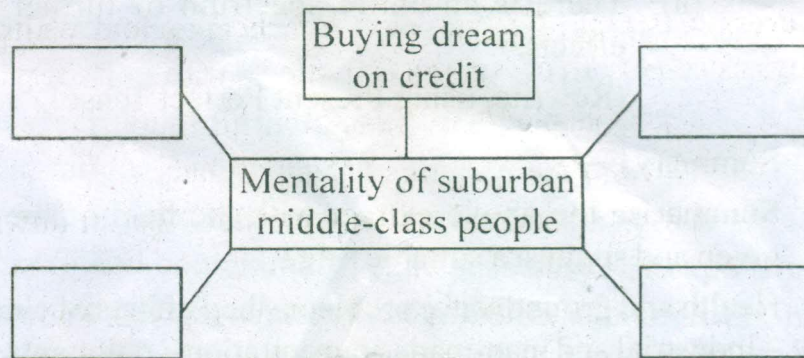 Buying dream
on credit
Mentality of suburban
middle-class people